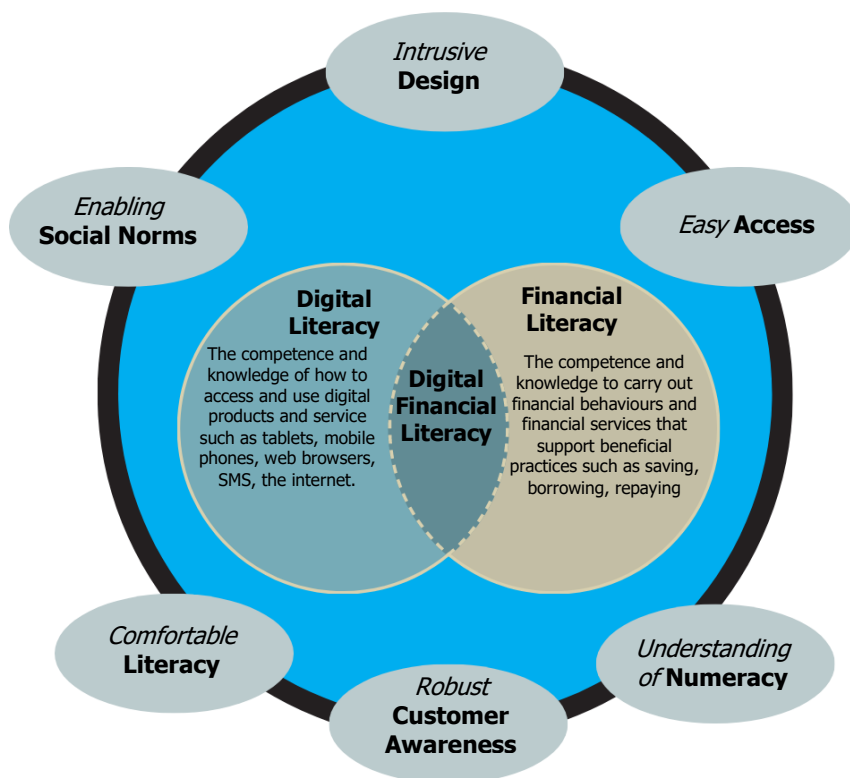 Intrusive
Design
Enabling
Social Norms
Easy Access
Digital
Literacy
The competence and
knowledge of how to
access and use digital
products and service
such as tablets, mobile
phones, web browsers,
SMS, the internet.
Digital
Financial
Literacy
Financial
Literacy
The competence and
knowledge to carry out
financial behaviours and
financial services that
support beneficial
practices such as saving,
borrowing, repaying
Comfortable
Literacy
Robust
Customer
Awareness
Understanding
of Numeracy